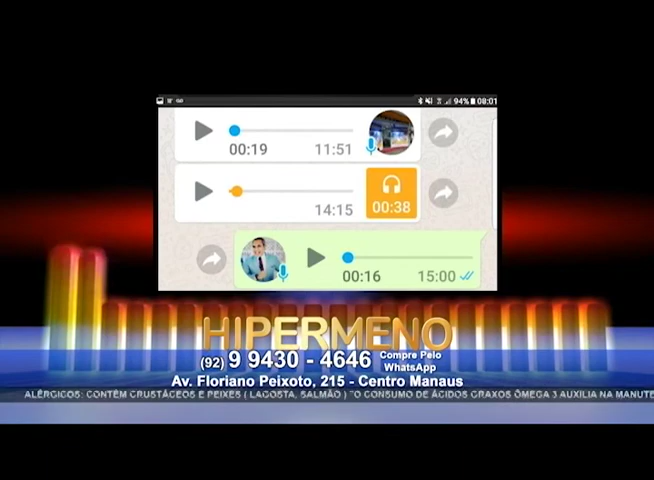 94% 08:01
00:19 11:51
14:15 00:38
00:16 15:00
HIPERMENO
(92) 9 9430 - 4646 Compre Pelo
WhatsApp
Av. Floriano Peixoto, 215 - Centro Manaus
ALÉRGICOS: CONTÉM CRUSTÁCEOS E PEIXES ( LAGOSTA, SALMÃO ) "O CONSUMO DE ÁCIDOS GRAXOS ÔMEGA 3 AUXILIA NA MANUTE